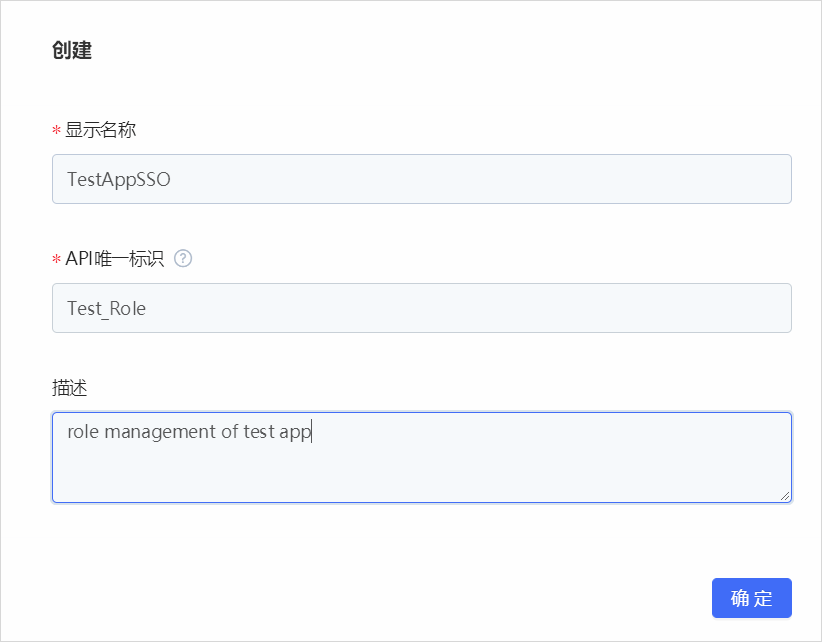 创建
* 显示名称
TestAppSSO
* API唯一标识 ?
Test_Role
描述
role management of test app
确 定